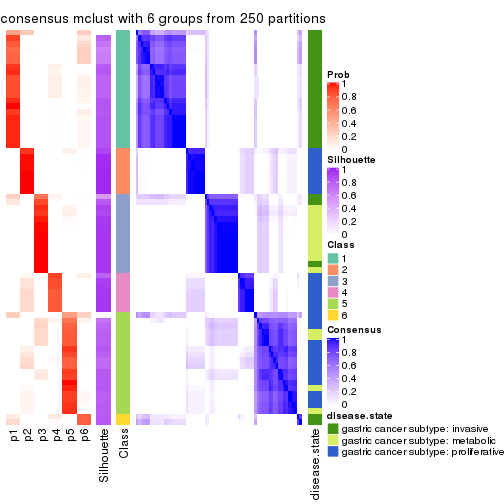 consensus mclust with 6 groups from 250 partitions
Prob
1
0.8
0.6
0.4
0.2
0
Silhouette
1
0.8
0.6
0.4
0.2
0
Class
1
2
3
4
5
6
Consensus
1
0.8
0.6
0.4
0.2
0
disease.state
gastric cancer subtype: invasive
gastric cancer subtype: metabolic
gastric cancer subtype: proliferative
p1
p2
p3
p4
p5
p6
Silhouette
Class
disease.state